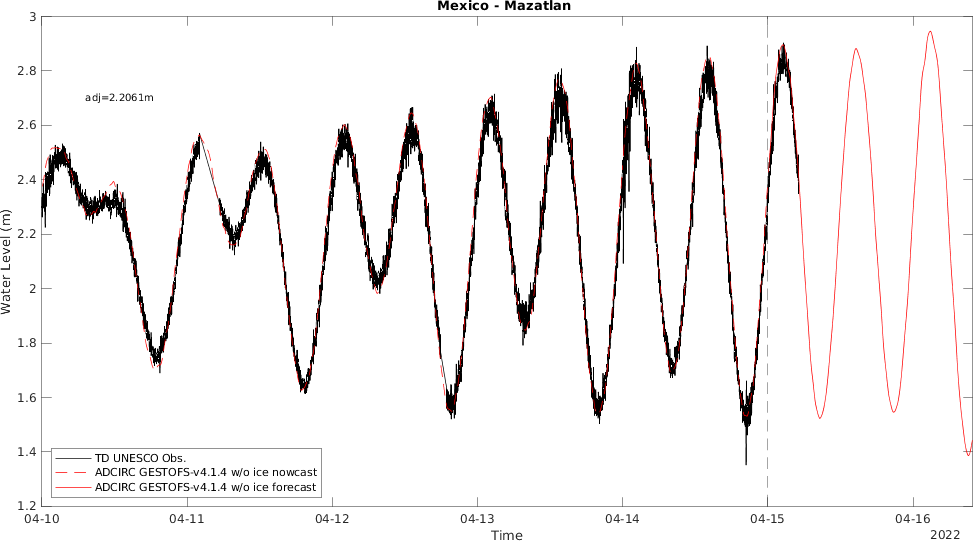 Mexico - Mazatlan
3
2.8
2.6
2.4
2.2
2
1.8
1.6
1.4
1.2
Water Level (m)
adj=2.2061m
TD UNESCO Obs.
ADCIRC GESTOFS-v4.1.4 w/o ice nowcast
ADCIRC GESTOFS-v4.1.4 w/o ice forecast
04-10 04-11 04-12 04-13 04-14 04-15 04-16
Time
2022